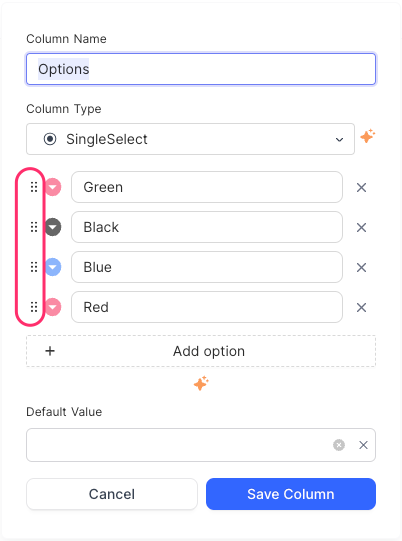 Column Name
Options
Column Type
SingleSelect
Green
Black
Blue
Red
Add option
Default Value
Cancel
Save Column